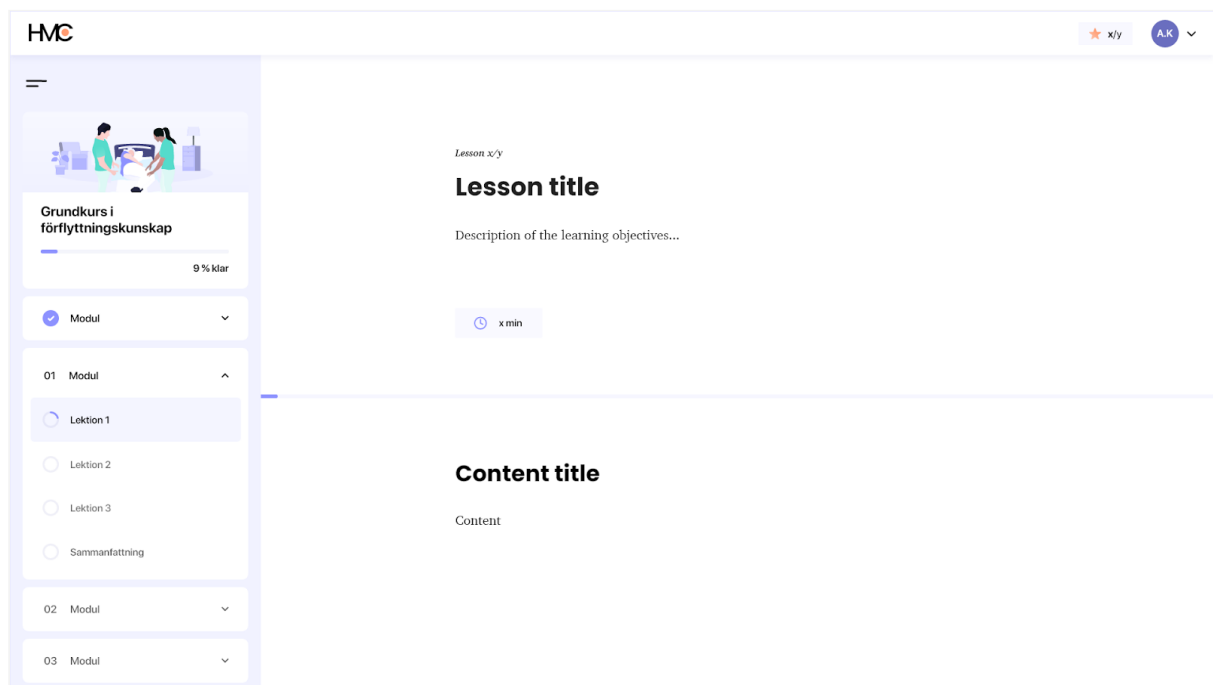 HMC
x/y
A.K
Grundkurs i
förflyttningskunskap
9 % klar
Modul
01 Modul
Lektion 1
Lektion 2
Lektion 3
Sammanfattning
02 Modul
03 Modul
Lesson x/y
Lesson title
Description of the learning objectives...
x min
Content title
Content